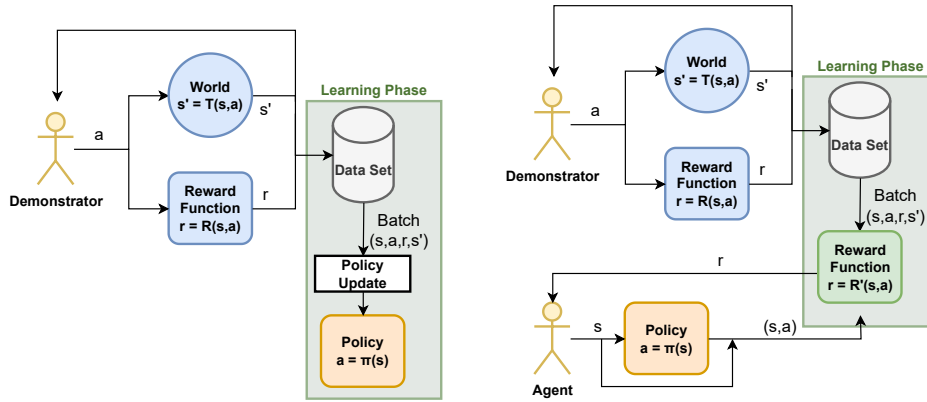 Learning Phase
World
s' = T(s,a)
s'
a
Demonstrator
Reward
Function
r = R(s,a)
r
Data Set
Batch
(s,a,r,s')
Policy
Update
Policy
a = π(s)
Learning Phase
World
s' = T(s,a)
s'
a
Demonstrator
Reward
Function
r = R(s,a)
r
Data Set
Batch
(s,a,r,s')
Reward
Function
r = R'(s,a)
r
Agent
s
Policy
a = π(s)
(s,a)